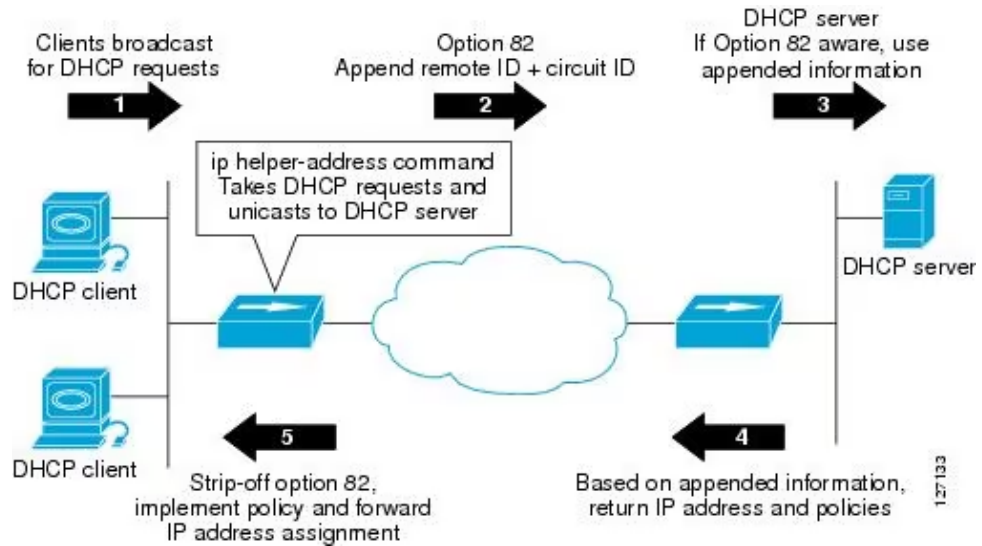 Clients broadcast
for DHCP requests
1
Option 82
Append remote ID + circuit ID
2
DHCP server
If Option 82 aware, use
appended information
3
ip helper-address command
Takes DHCP requests and
unicasts to DHCP server
DHCP client
DHCP server
DHCP client
5
Strip-off option 82,
implement policy and forward
IP address assignment
4
Based on appended information,
return IP address and policies
127133